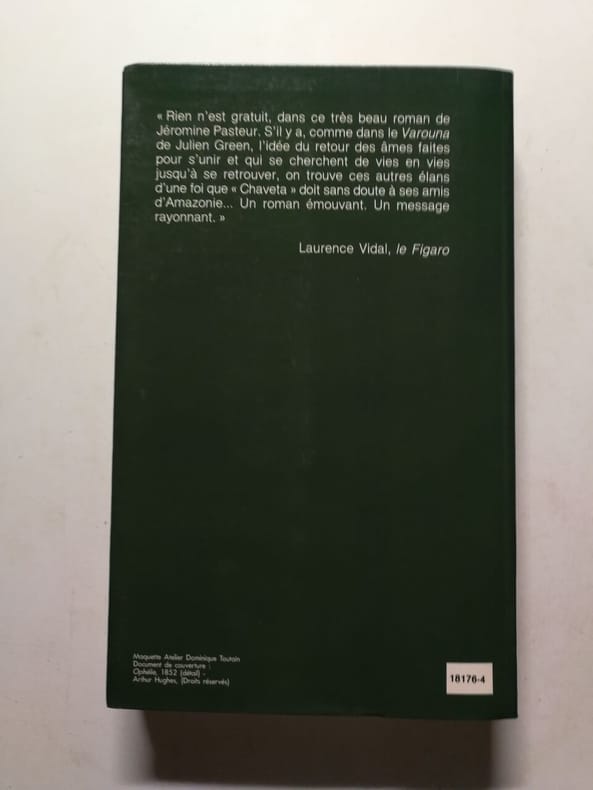 « Rien n'est gratuit, dans ce très beau roman de
Jéromine Pasteur. S'il y a, comme dans le Varouna
de Julien Green, l'idée du retour des âmes faites
pour s'unir et qui se cherchent de vies en vies
jusqu'à se retrouver, on trouve ces autres élans
d'une foi que « Chaveta » doit sans doute à ses amis
d'Amazonie... Un roman émouvant. Un message
rayonnant. »
Laurence Vidal, le Figaro
Maquette Atelier Dominique Toutain
Document de couverture :
Ophélie, 1852 (détail) -
Arthur Hughes, (Droits réservés)
18176-4